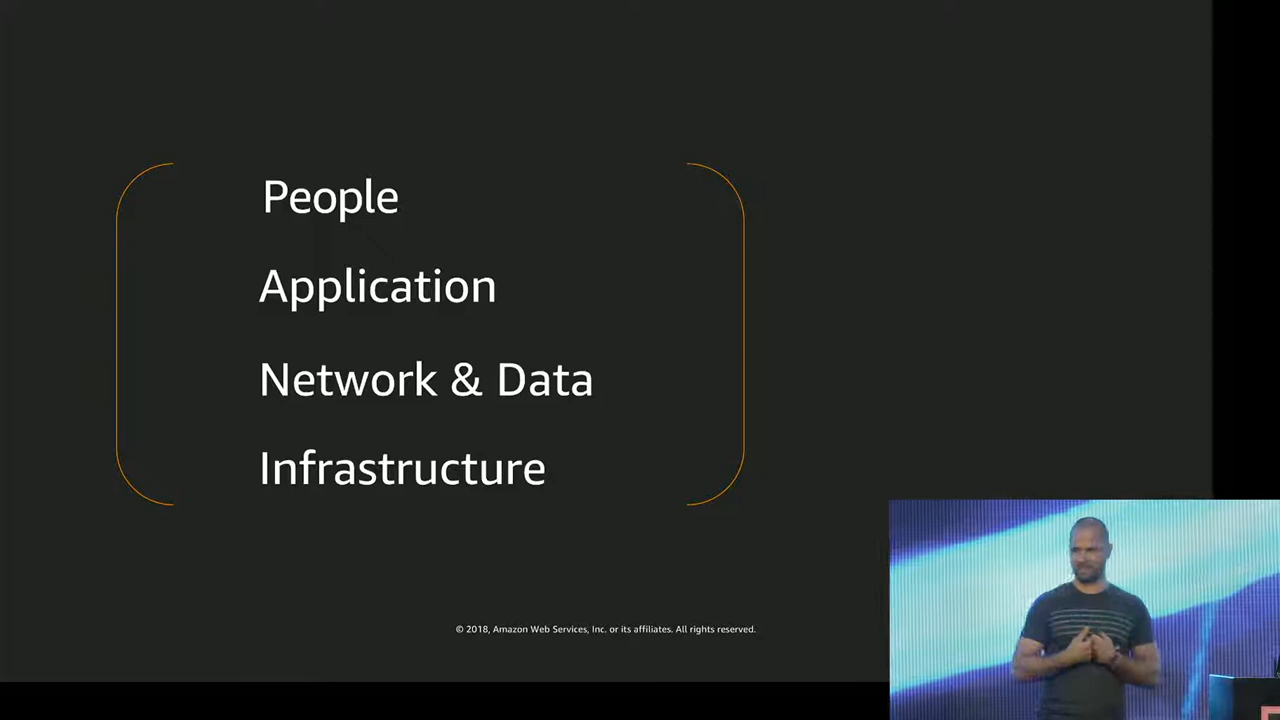 People
Application
Network & Data
Infrastructure
© 2018, Amazon Web Services, Inc. or its affiliates. All rights reserved.